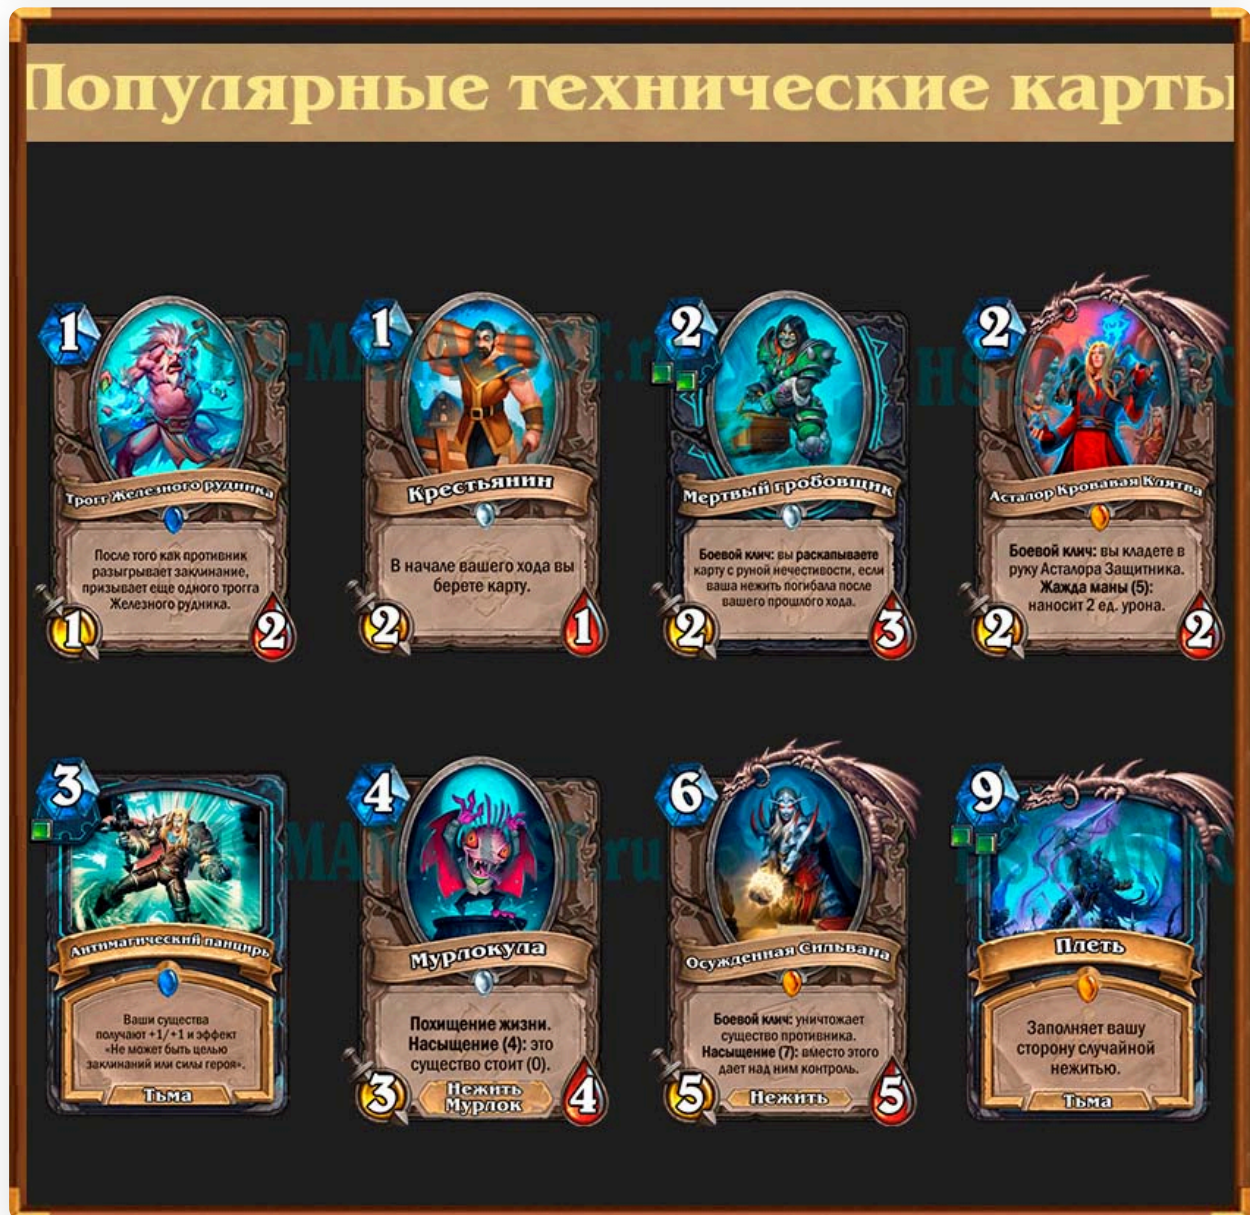 Популярные технические карты
1
Трогг Железного рудника
После того как противник
разыгрывает заклинание,
призывает еще одного трогга
Железного рудника.
1
2
1
Крестьянин
В начале вашего хода вы
берете карту.
2
1
2
Мертвый гробовщик
Боевой клич: вы раскапываете
карту с руной нечестивости, если
ваша нежить погибала после
вашего прошлого хода.
2
3
2
Асталор Кровавая Клятва
Боевой клич: вы кладете в
руку Асталора Защитника.
Жажда маны (5):
наносит 2 ед. урона.
2
2
3
Антимагический панцирь
Ваши существа
получают +1/+1 и эффект
«Не может быть целью
заклинаний или силы героя».
Тьма
4
Мурлокула
Похищение жизни.
Насыщение (4): это
существо стоит (0).
Нежить
Мурлок
3
4
6
Осужденная Сильвана
Боевой клич: уничтожает
существо противника.
Насыщение (7): вместо этого
дает над ним контроль.
Нежить
5
5
9
Плеть
Заполняет вашу
сторону случайной
нежитью.
Тьма